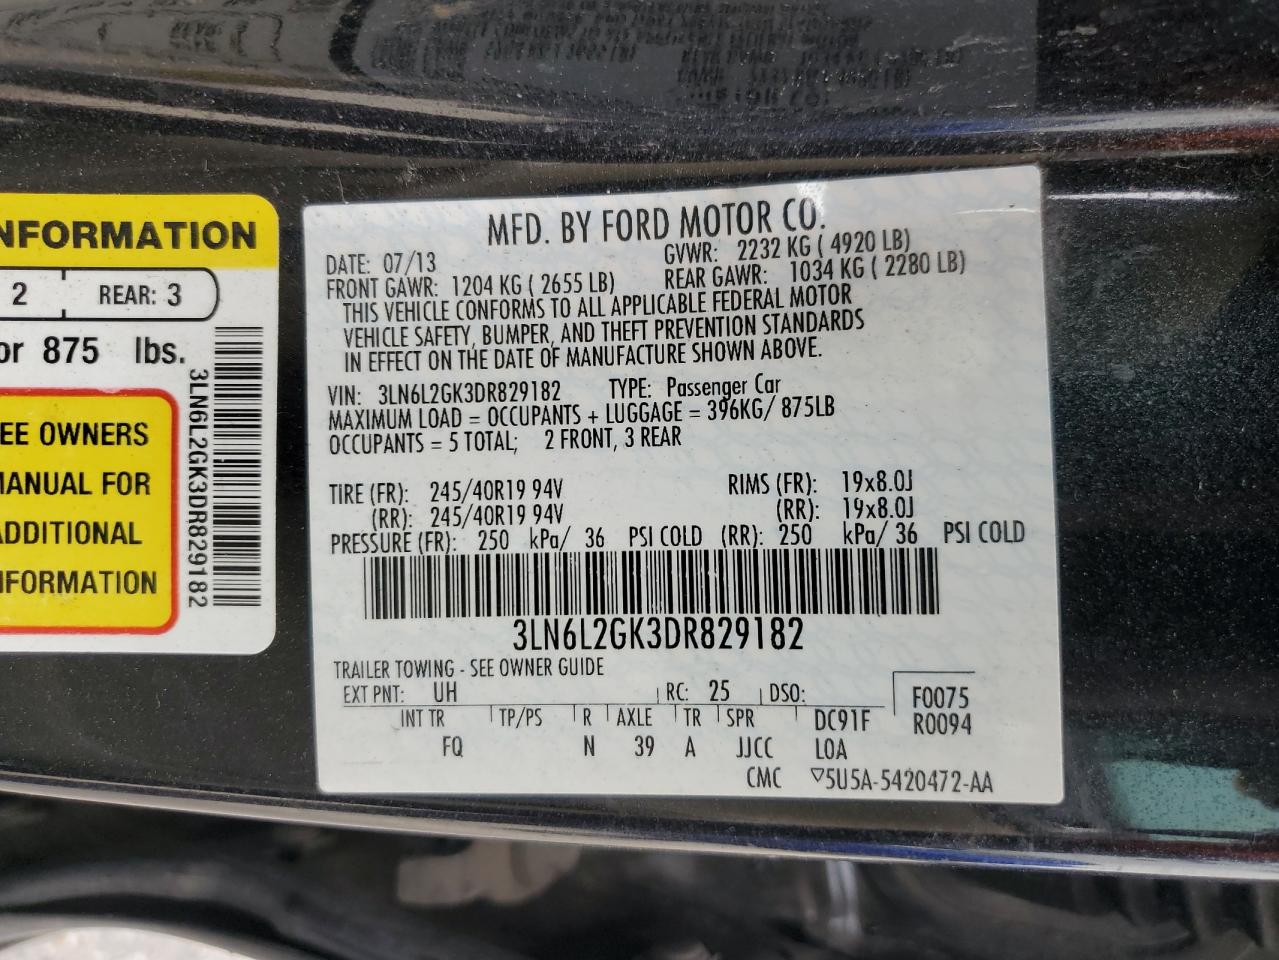 NFORMATION
2 REAR: 3
or 875 lbs.
EE OWNERS
MANUAL FOR
ADDITIONAL
NFORMATION
3LN6L2GK3DR829182
MFD. BY FORD MOTOR CO.
DATE: 07/13 GVWR: 2232 KG ( 4920 LB)
FRONT GAWR: 1204 KG ( 2655 LB) REAR GAWR: 1034 KG ( 2280 LB)
THIS VEHICLE CONFORMS TO ALL APPLICABLE FEDERAL MOTOR
VEHICLE SAFETY, BUMPER, AND THEFT PREVENTION STANDARDS
IN EFFECT ON THE DATE OF MANUFACTURE SHOWN ABOVE.
VIN: 3LN6L2GK3DR829182 TYPE: Passenger Car
MAXIMUM LOAD = OCCUPANTS + LUGGAGE = 396KG/ 875LB
OCCUPANTS = 5 TOTAL; 2 FRONT, 3 REAR
TIRE (FR): 245/40R19 94V RIMS (FR): 19x8.0J
(RR): 245/40R19 94V (RR): 19x8.0J
PRESSURE (FR): 250 kPa/ 36 PSI COLD (RR): 250 kPa/ 36 PSI COLD
3LN6L2GK3DR829182
TRAILER TOWING - SEE OWNER GUIDE
EXT PNT: UH RC: 25 DSO: F0075
INT TR TP/PS R AXLE TR SPR DC91F R0094
FQ N 39 A JJCC LOA
CMC ▽5U5A-5420472-AA